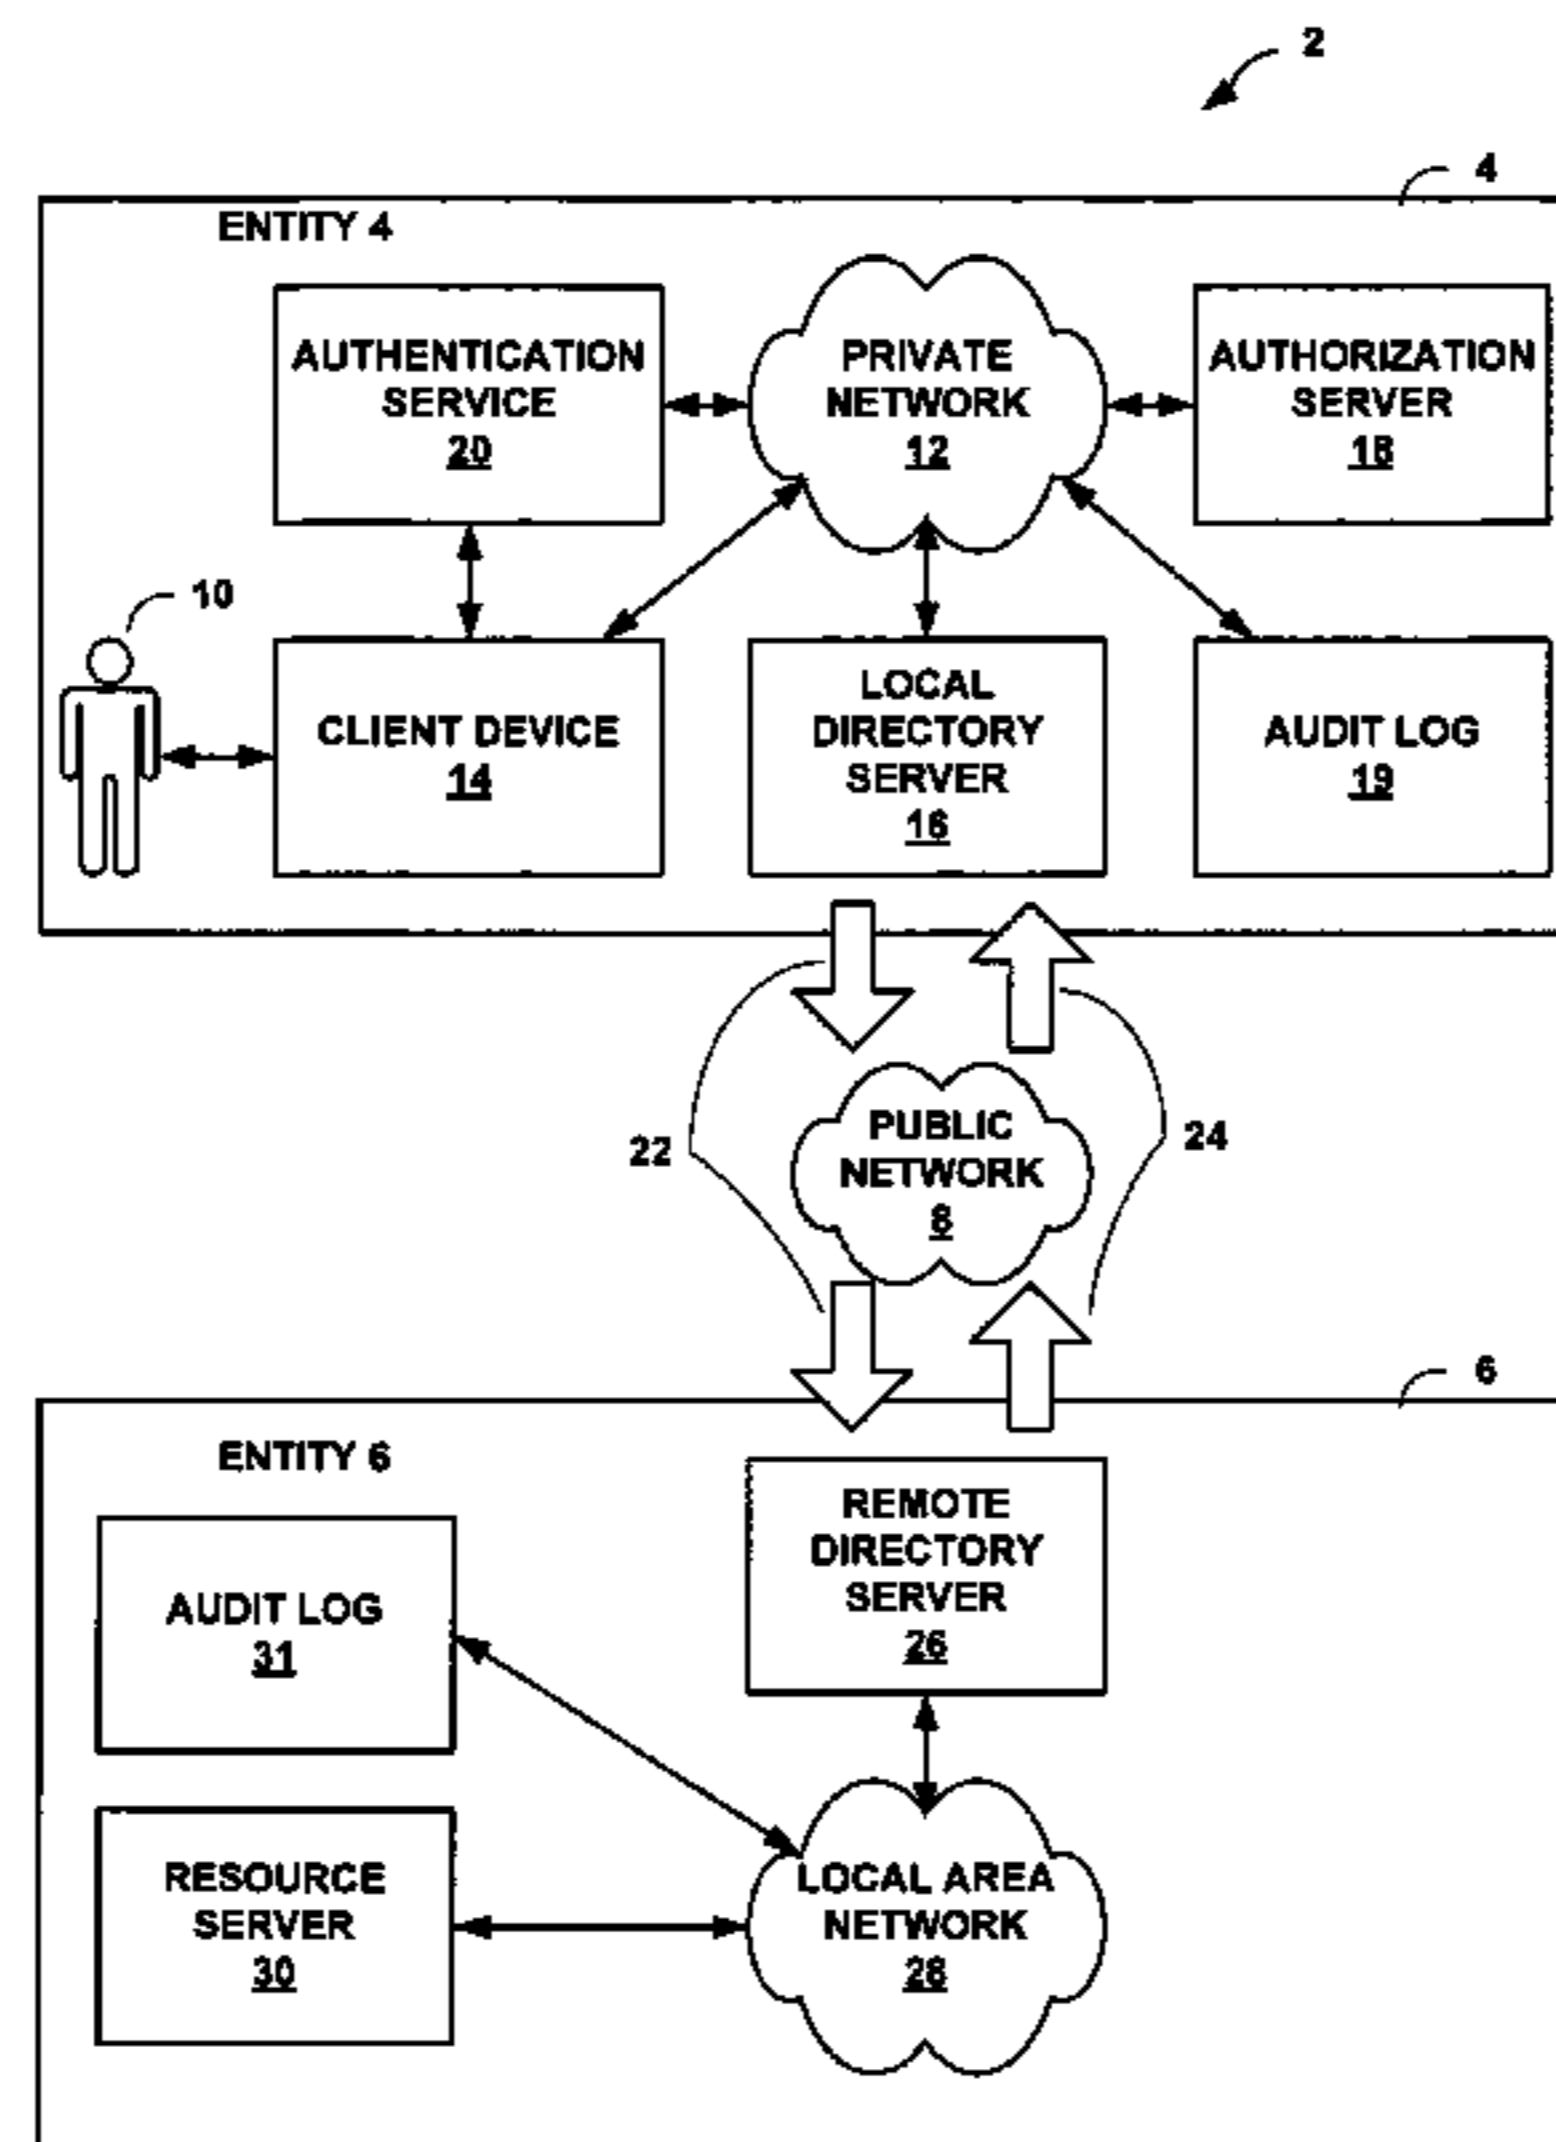 2
4
ENTITY 4
AUTHENTICATION
SERVICE
20
PRIVATE
NETWORK
12
AUTHORIZATION
SERVER
18
10
CLIENT DEVICE
14
LOCAL
DIRECTORY
SERVER
16
AUDIT LOG
19
22
PUBLIC
NETWORK
8
24
6
ENTITY 6
AUDIT LOG
31
REMOTE
DIRECTORY
SERVER
26
RESOURCE
SERVER
30
LOCAL AREA
NETWORK
28